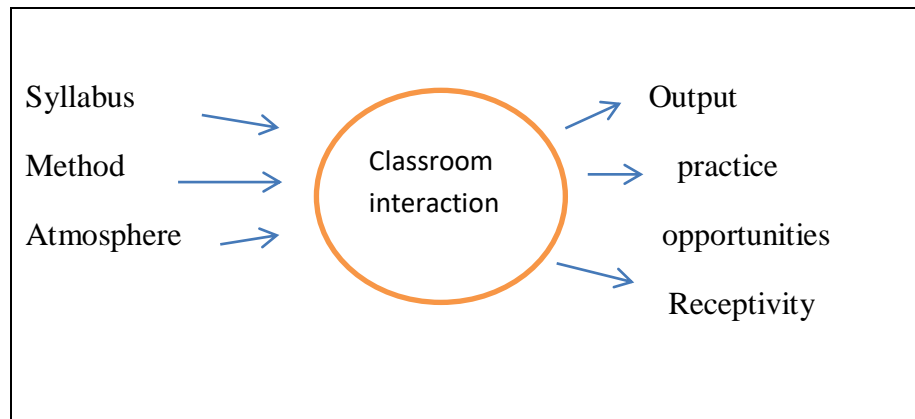 Syllabus
Method
Atmosphere
Classroom
interaction
Output
practice
opportunities
Receptivity